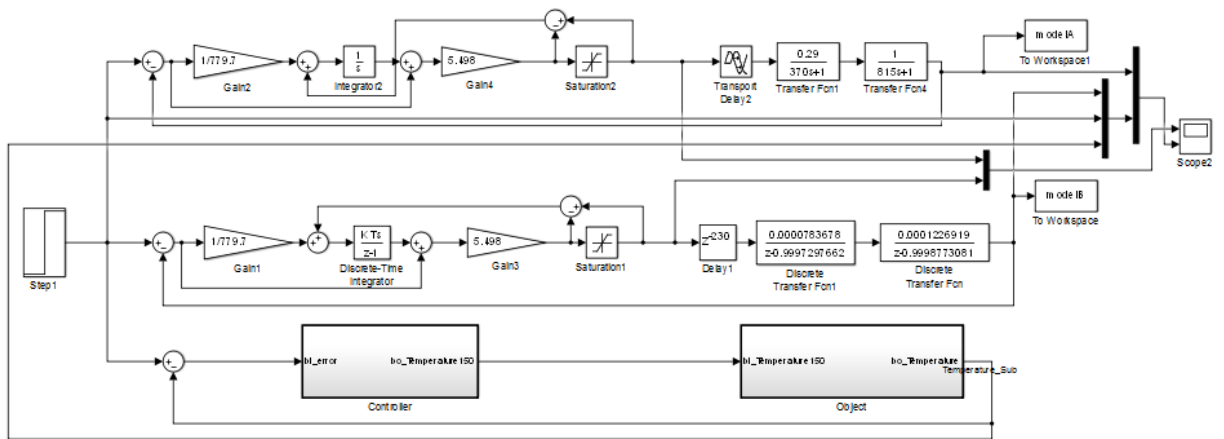 1/779.7
Gain2
1
s
Integrator2
5.498
Gain4
Saturation2
Transport
Delay2
0.29
370s+1
Transfer Fcn1
1
815s+1
Transfer Fcn4
modelA
To Workspace1
Scope2
modelB
To Workspace
Step1
1/779.7
Gain1
K Ts
z-1
Discrete-Time
Integrator
5.498
Gain3
Saturation1
z-230
Delay1
0.0000783678
z-0.9997297662
Discrete
Transfer Fcn1
0.0001226919
z-0.9998773081
Discrete
Transfer Fcn
bi_error
bo_Temperature150
Controller
bi_Temperature150
bo_Temperature
Temperature_Sub
Object